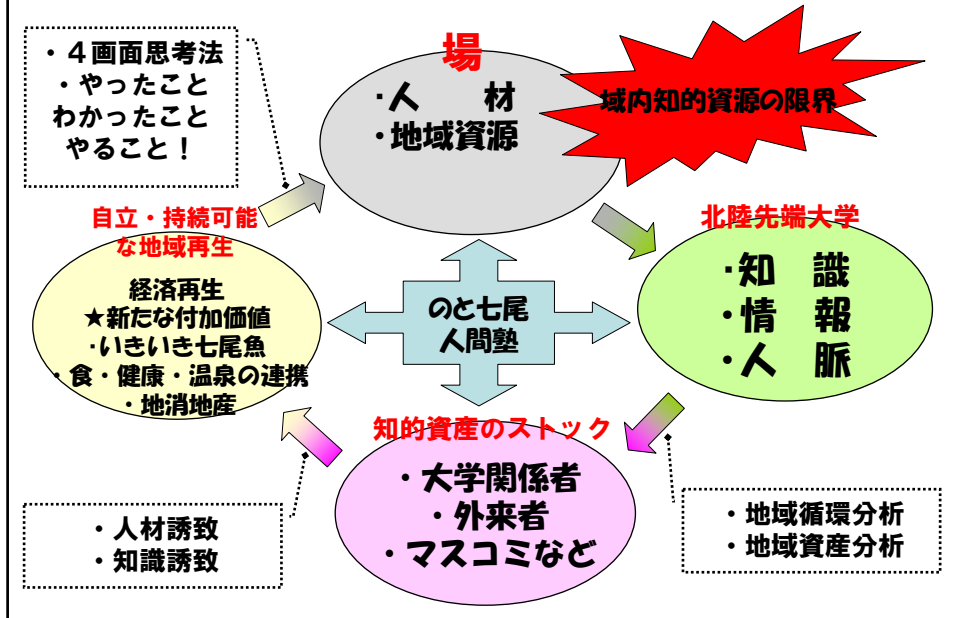 ・４画面思考法
・やったこと
わかったこと
やること！
場
・人　　材
・地域資源
域内知的資源の限界
北陸先端大学
・知　識
・情　報
・人　脈
自立・持続可能
な地域再生
経済再生
★新たな付加価値
・いきいき七尾魚
・食・健康・温泉の連携
・地消地産
のと七尾
人間塾
知的資産のストック
・大学関係者
・外来者
・マスコミなど
・人材誘致
・知識誘致
・地域循環分析
・地域資産分析